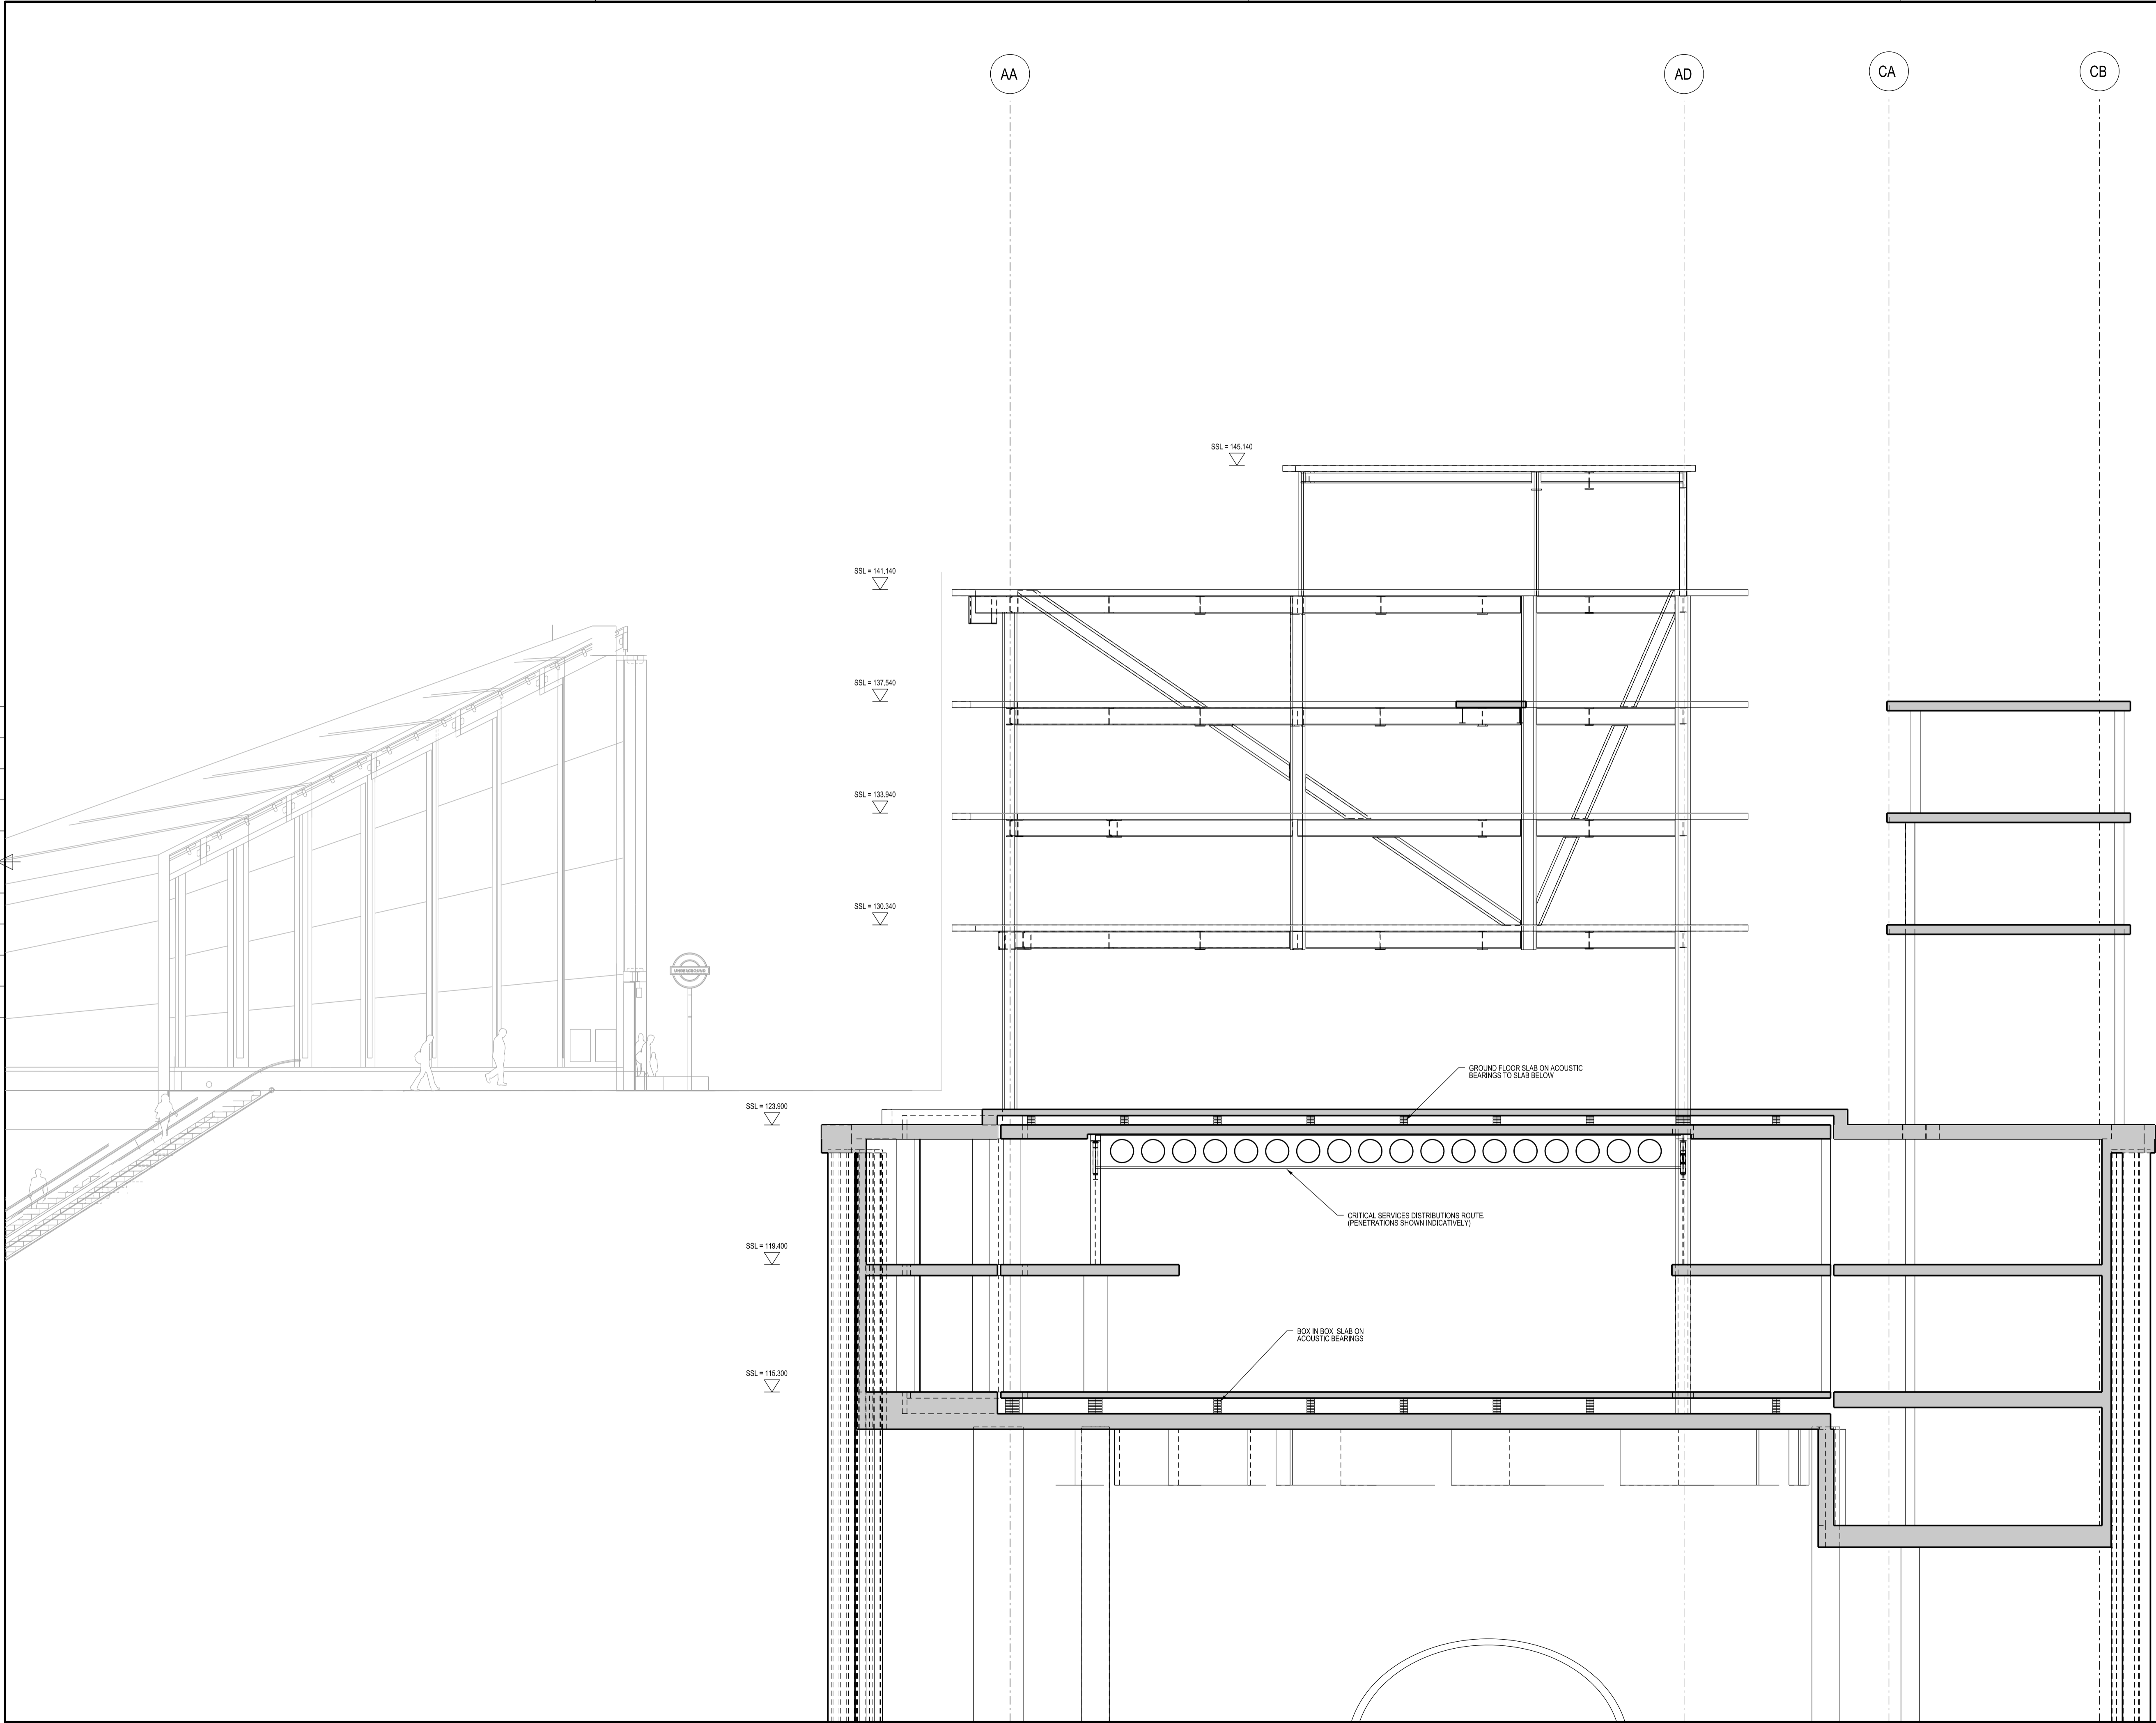 AA
AD
CA
CB
SSL = 145.140
SSL = 141.140
SSL = 137.540
SSL = 133.940
SSL = 130.340
UNDERGROUND
GROUND FLOOR SLAB ON ACOUSTIC
BEARINGS TO SLAB BELOW
SSL = 123.900
CRITICAL SERVICES DISTRIBUTIONS ROUTE.
(PENETRATIONS SHOWN INDICATIVELY)
SSL = 119.400
BOX IN BOX SLAB ON
ACOUSTIC BEARINGS
SSL = 115.300